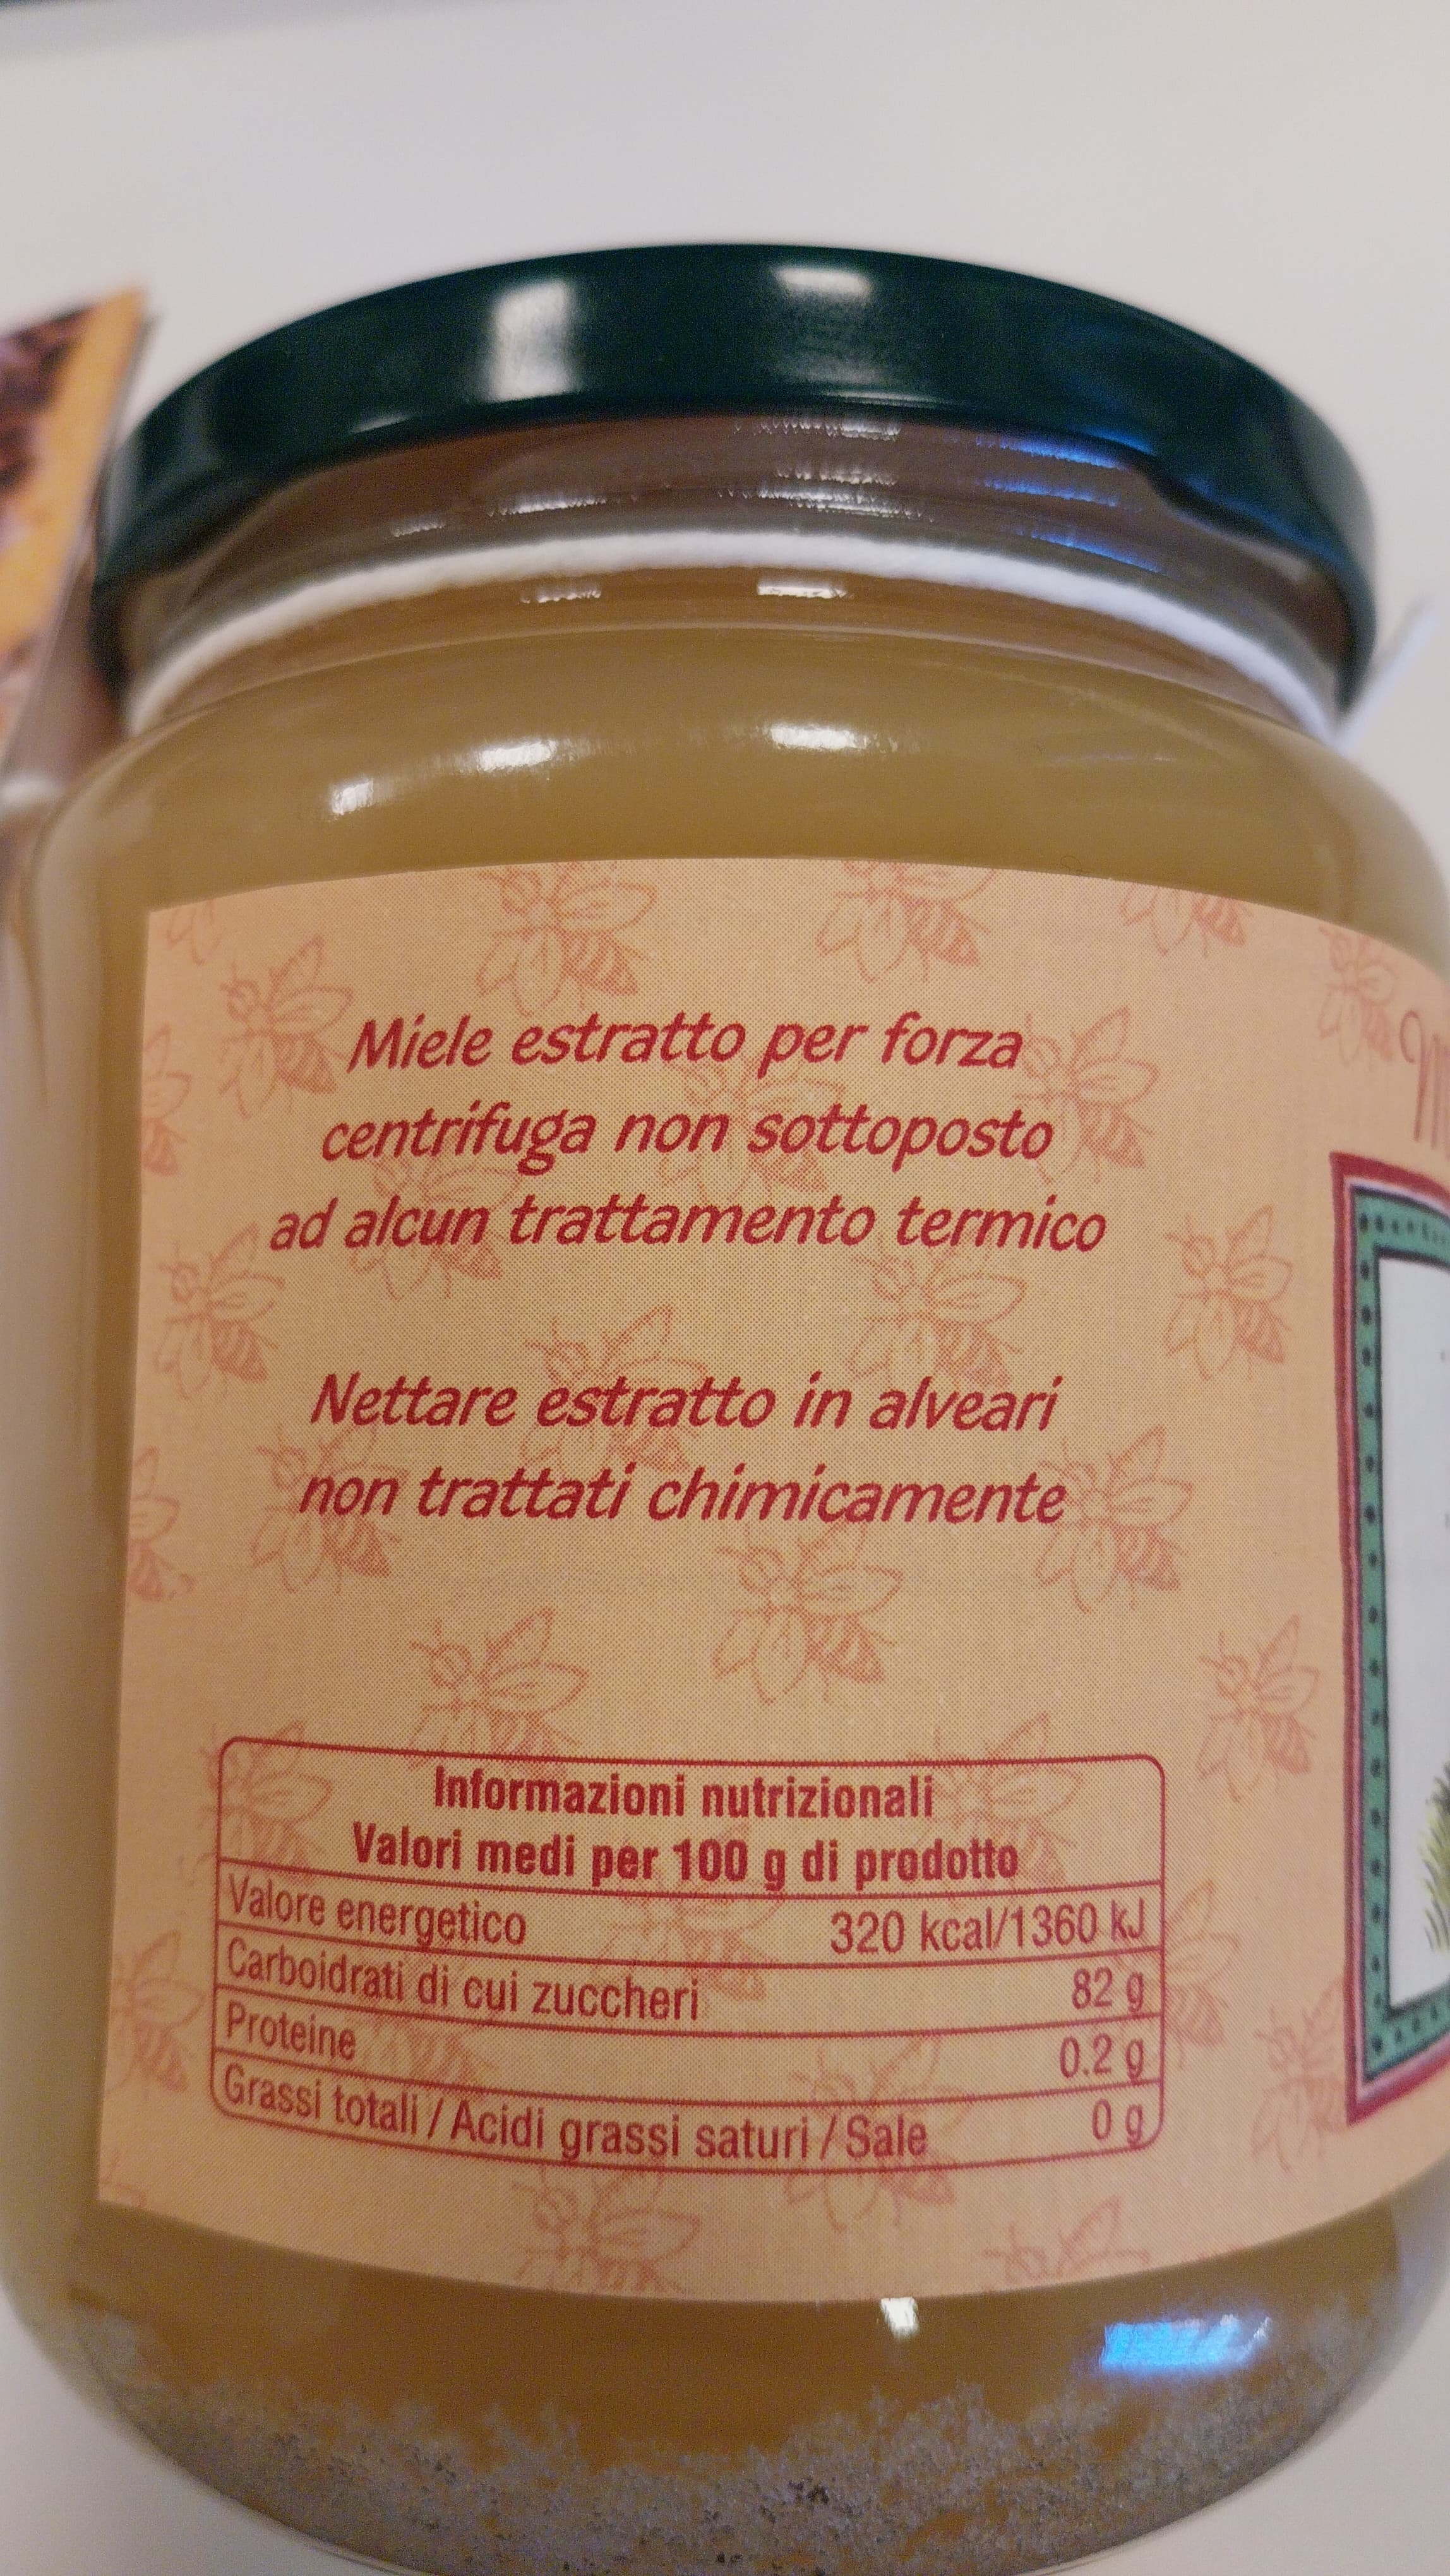 Miele estratto per forza
centrifuga non sottoposto
ad alcun trattamento termico
Nettare estratto in alveari
non trattati chimicamente
Informazioni nutrizionali
Valori medi per 100 g di prodotto
Valore energetico 320 kcal/1360 kJ
Carboidrati di cui zuccheri 82 g
Proteine 0.2 g
Grassi totali / Acidi grassi saturi / Sale 0 g